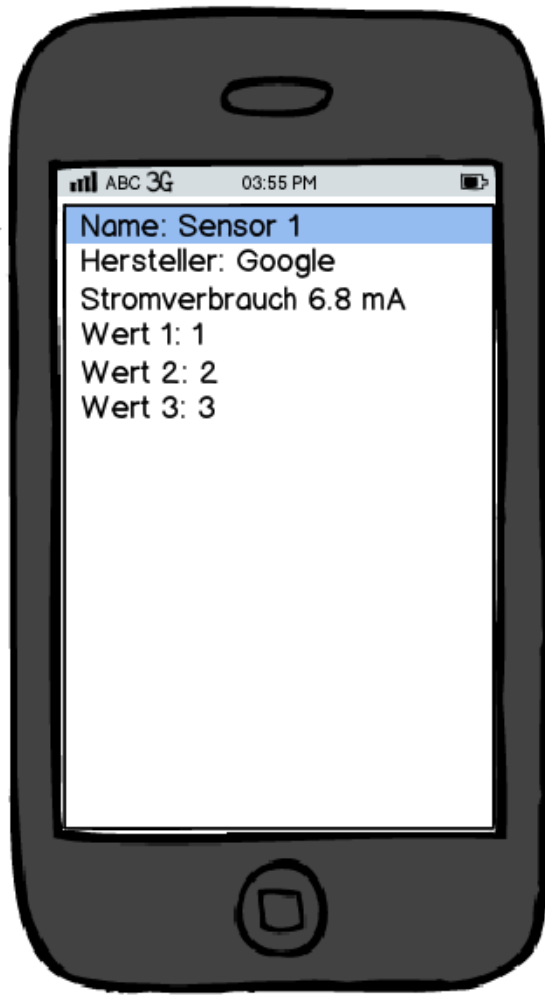 ABC 3G 03:55 PM
Name: Sensor 1
Hersteller: Google
Stromverbrauch 6.8 mA
Wert 1: 1
Wert 2: 2
Wert 3: 3